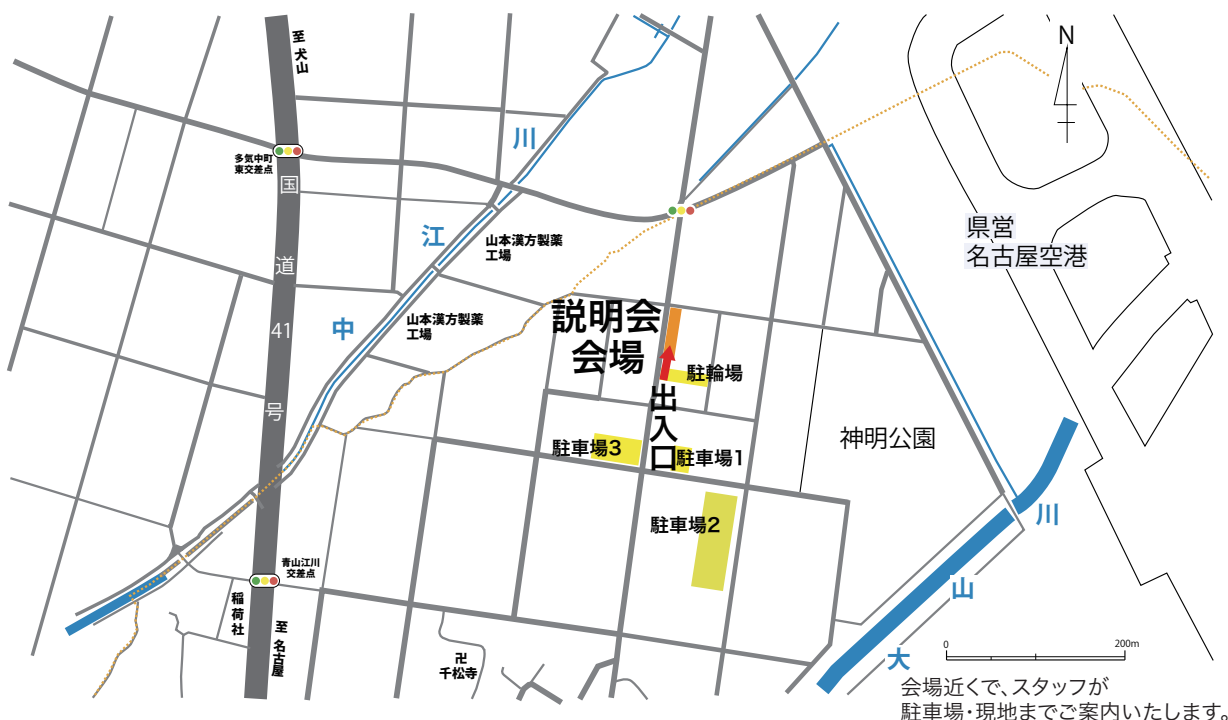 至 犬山
N
多気中町
東交差点
国道41号
川
江
中
山本漢方製薬
工場
山本漢方製薬
工場
県営
名古屋空港
説明会
会場
駐輪場
出入口
駐車場3
駐車場1
駐車場2
神明公園
青山江川
交差点
稲荷社
至 名古屋
卍
千松寺
川
山
大
0 200m
会場近くで、スタッフが
駐車場・現地までご案内いたします。